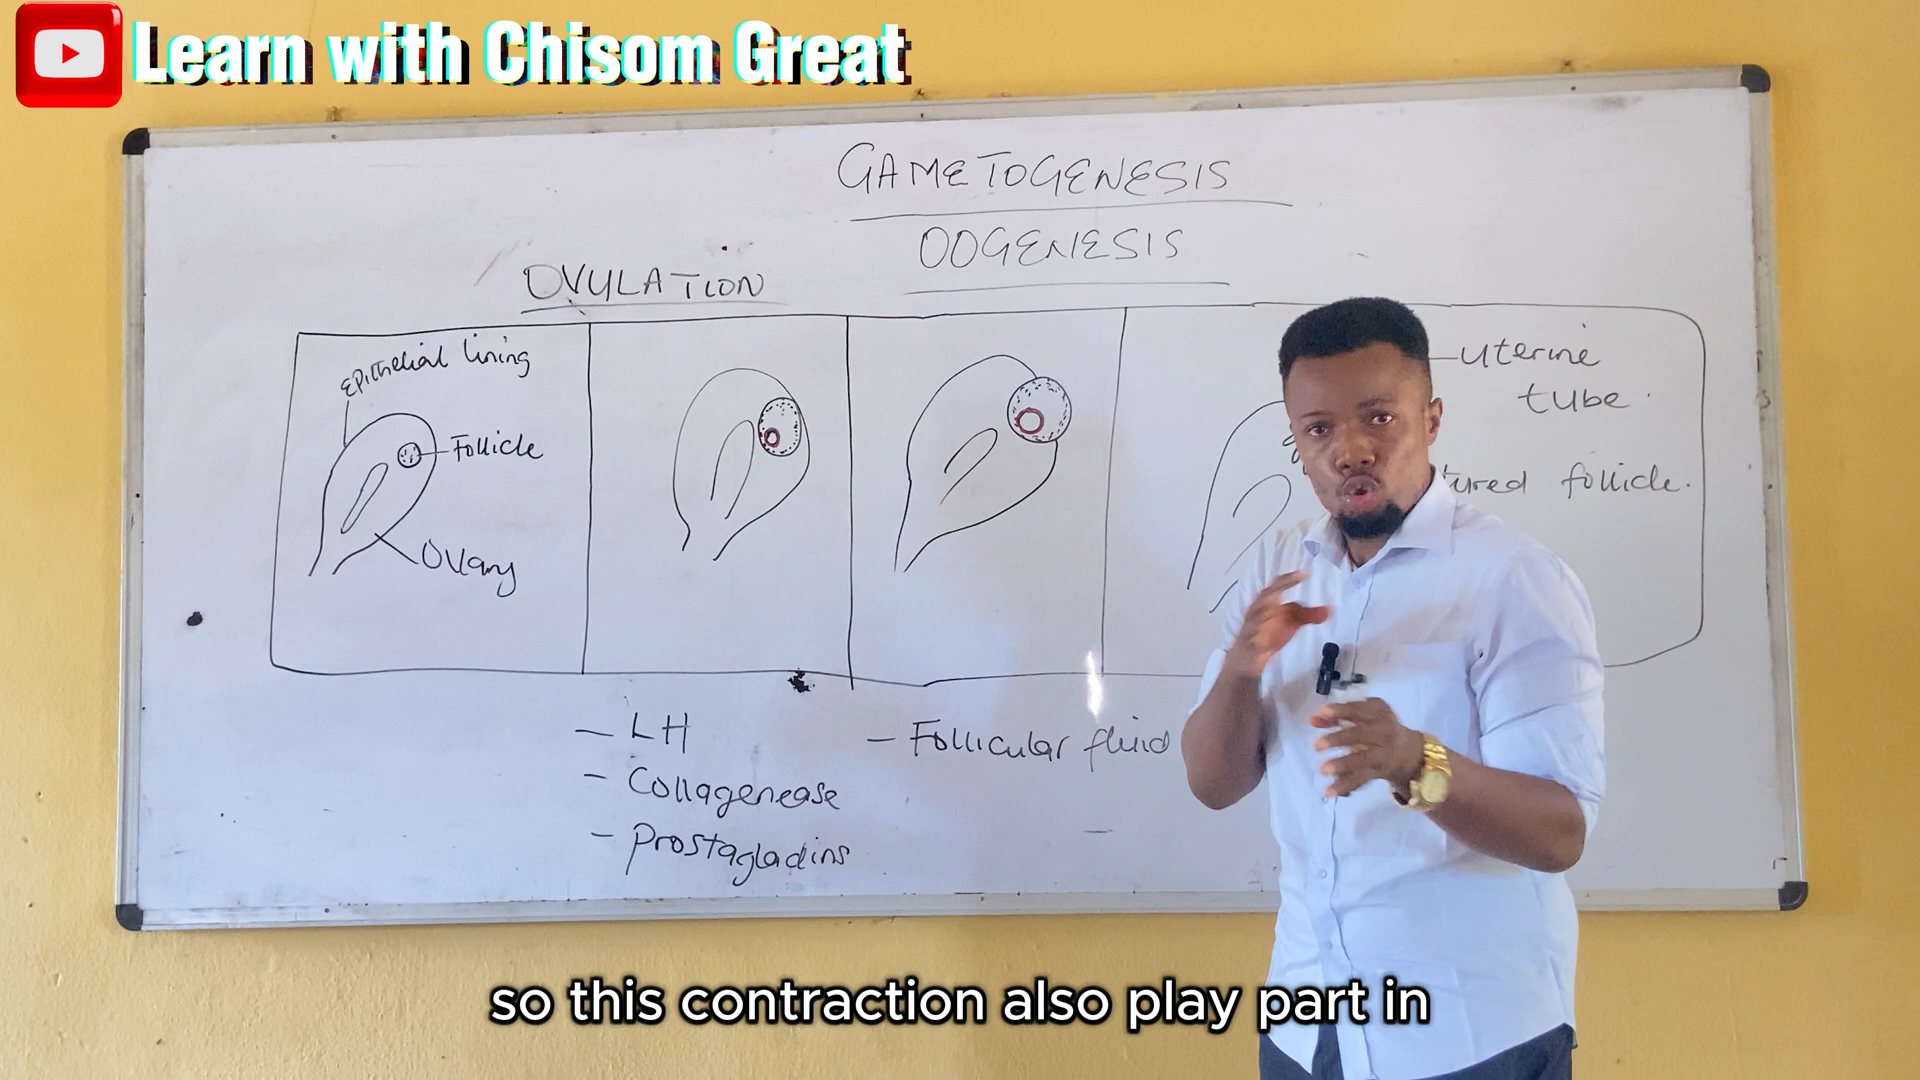 Learn with Chisom Great
GAMETOGENESIS
OOGENESIS
OVULATION
Epithelial lining
Follicle
Ovary
Uterine
tube.
tured follicle.
- LH
- Collagenease
- Prostagladins
- Follicular fluid
so this contraction also play part in